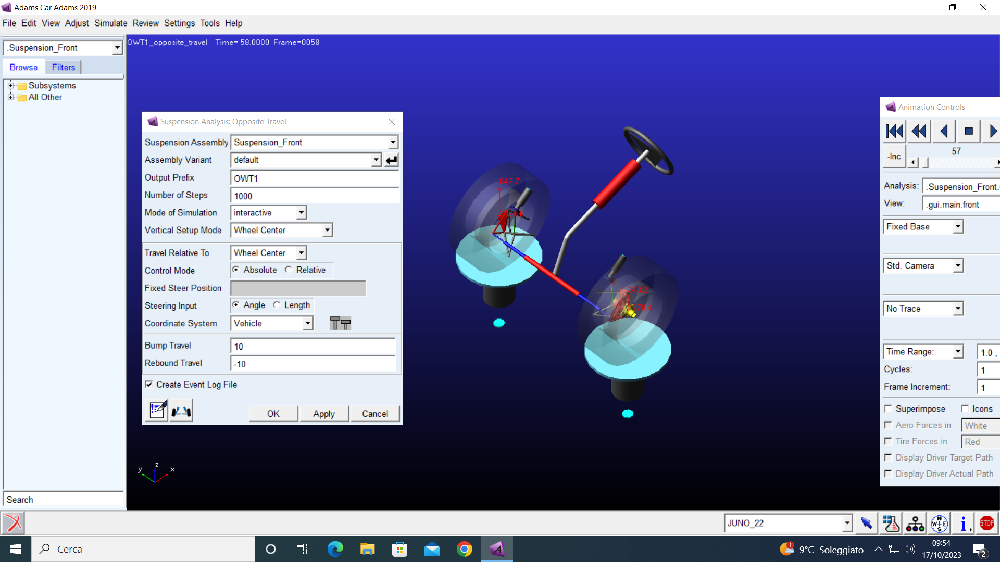 Adams Car Adams 2019
File Edit View Adjust Simulate Review Settings Tools Help
.Suspension_Front
Browse Filters
Subsystems
All Other
Search
OWT1_opposite_travel Time= 58.0000 Frame=0058
Suspension Analysis: Opposite Travel
Suspension Assembly Suspension_Front
Assembly Variant default
Output Prefix OWT1
Number of Steps 1000
Mode of Simulation interactive
Vertical Setup Mode Wheel Center
Travel Relative To Wheel Center
Control Mode Absolute Relative
Fixed Steer Position
Steering Input Angle Length
Coordinate System Vehicle
Bump Travel 10
Rebound Travel -10
Create Event Log File
OK Apply Cancel
647.7
y z x
Animation Controls
-Inc 57
Analysis: .Suspension_Front.
View: .gui.main.front
Fixed Base
Std. Camera
No Trace
Time Range: 1.0 ,
Cycles: 1
Frame Increment: 1
Superimpose Icons
Aero Forces in White
Tire Forces in Red
Display Driver Target Path
Display Driver Actual Path
JUNO_22
N
W E
S
i
STOP
Cerca
1
9°C Soleggiato
09:54
17/10/2023
2